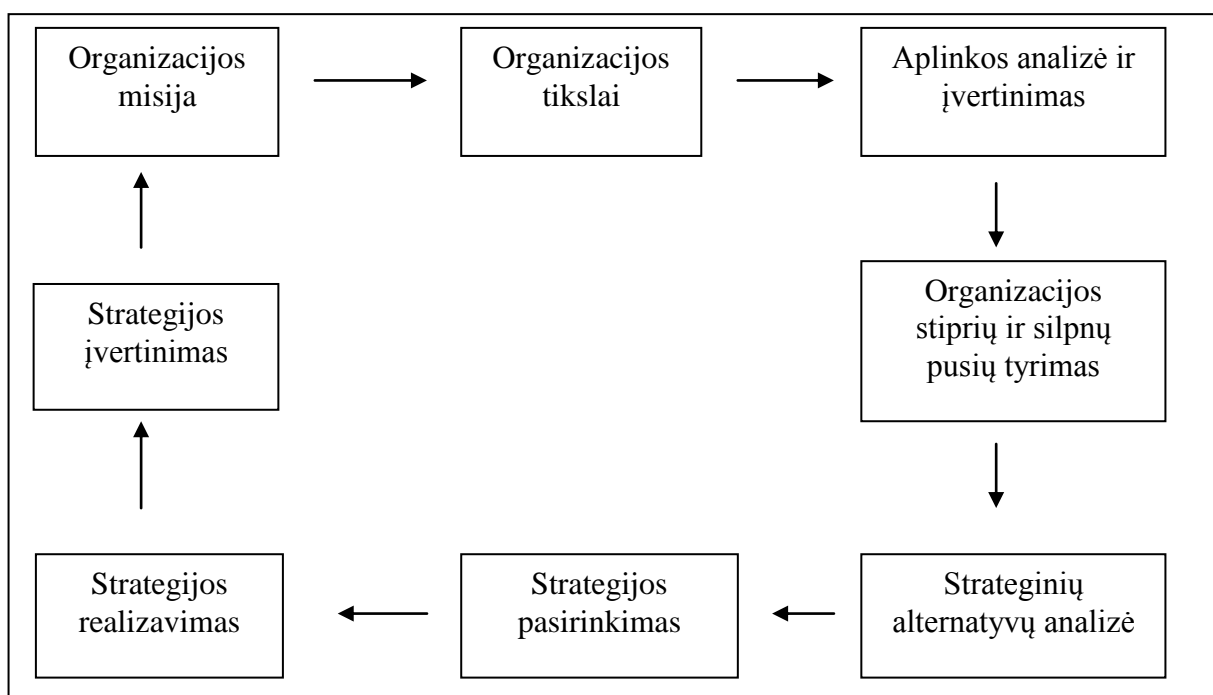 Organizacijos
misija
Organizacijos
tikslai
Aplinkos analizė ir
įvertinimas
Organizacijos
stiprių ir silpnų
pusių tyrimas
Strateginių
alternatyvų analizė
Strategijos
pasirinkimas
Strategijos
realizavimas
Strategijos
įvertinimas